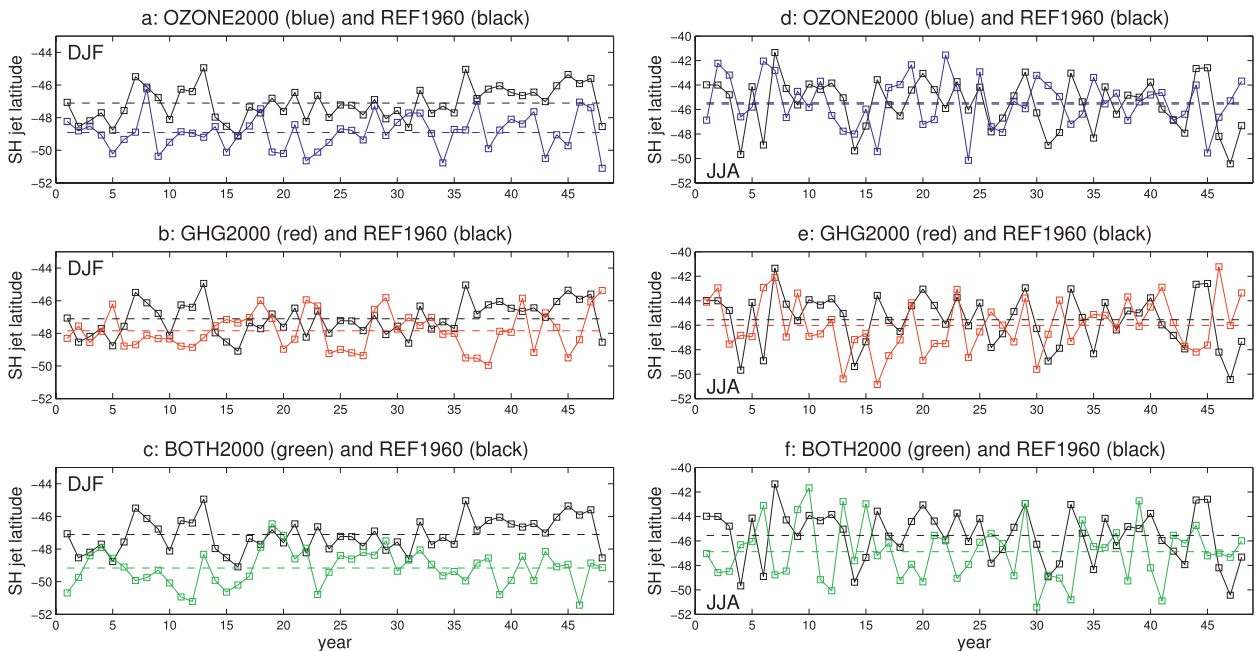 a: OZONE2000 (blue) and REF1960 (black)
SH jet latitude
DJF
−44
−46
−48
−50
−52
0 5 10 15 20 25 30 35 40 45
b: GHG2000 (red) and REF1960 (black)
SH jet latitude
DJF
−44
−46
−48
−50
−52
0 5 10 15 20 25 30 35 40 45
c: BOTH2000 (green) and REF1960 (black)
SH jet latitude
DJF
−44
−46
−48
−50
−52
0 5 10 15 20 25 30 35 40 45
year
d: OZONE2000 (blue) and REF1960 (black)
SH jet latitude
−40
−42
−44
−46
−48
−50
−52
JJA
0 5 10 15 20 25 30 35 40 45
e: GHG2000 (red) and REF1960 (black)
SH jet latitude
−40
−42
−44
−46
−48
−50
−52
JJA
0 5 10 15 20 25 30 35 40 45
f: BOTH2000 (green) and REF1960 (black)
SH jet latitude
−40
−42
−44
−46
−48
−50
−52
JJA
0 5 10 15 20 25 30 35 40 45
year